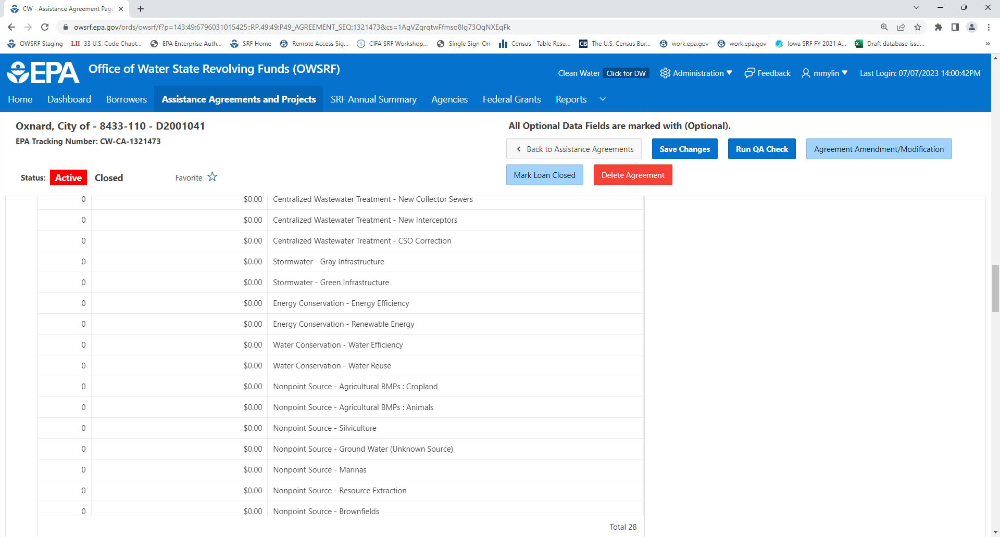 CW - Assistance Agreement Page
owsrf.epa.gov/ords/owsrf/f?p=143:49:6796031015425::RP,49:49:P49_AGREEMENT_SEQ:1321473&cs=1AgVZqrqtwFfmso8Ig73QqNXEqFk
OWSRF Staging LII 33 U.S. Code Chapt... EPA Enterprise Auth... SRF Home Remote Access Sig... CIFA SRF Workshop... Single Sign-On Census - Table Resu... CB The U.S. Census Bur... work.epa.gov work.epa.gov Iowa SRF FY 2021 A... Draft database issu... »
EPA Office of Water State Revolving Funds (OWSRF)
Clean Water Click for DW Administration Feedback mmylin Last Login: 07/07/2023 14:00:42PM
Home Dashboard Borrowers Assistance Agreements and Projects SRF Annual Summary Agencies Federal Grants Reports
Oxnard, City of - 8433-110 - D2001041
EPA Tracking Number: CW-CA-1321473
All Optional Data Fields are marked with (Optional).
Back to Assistance Agreements Save Changes Run QA Check Agreement Amendment/Modification
Mark Loan Closed Delete Agreement
Status: Active Closed Favorite
0 $0.00 Centralized Wastewater Treatment - New Collector Sewers
0 $0.00 Centralized Wastewater Treatment - New Interceptors
0 $0.00 Centralized Wastewater Treatment - CSO Correction
0 $0.00 Stormwater - Gray Infrastructure
0 $0.00 Stormwater - Green Infrastructure
0 $0.00 Energy Conservation - Energy Efficiency
0 $0.00 Energy Conservation - Renewable Energy
0 $0.00 Water Conservation - Water Efficiency
0 $0.00 Water Conservation - Water Reuse
0 $0.00 Nonpoint Source - Agricultural BMPs : Cropland
0 $0.00 Nonpoint Source - Agricultural BMPs : Animals
0 $0.00 Nonpoint Source - Silviculture
0 $0.00 Nonpoint Source - Ground Water (Unknown Source)
0 $0.00 Nonpoint Source - Marinas
0 $0.00 Nonpoint Source - Resource Extraction
0 $0.00 Nonpoint Source - Brownfields
Total 28